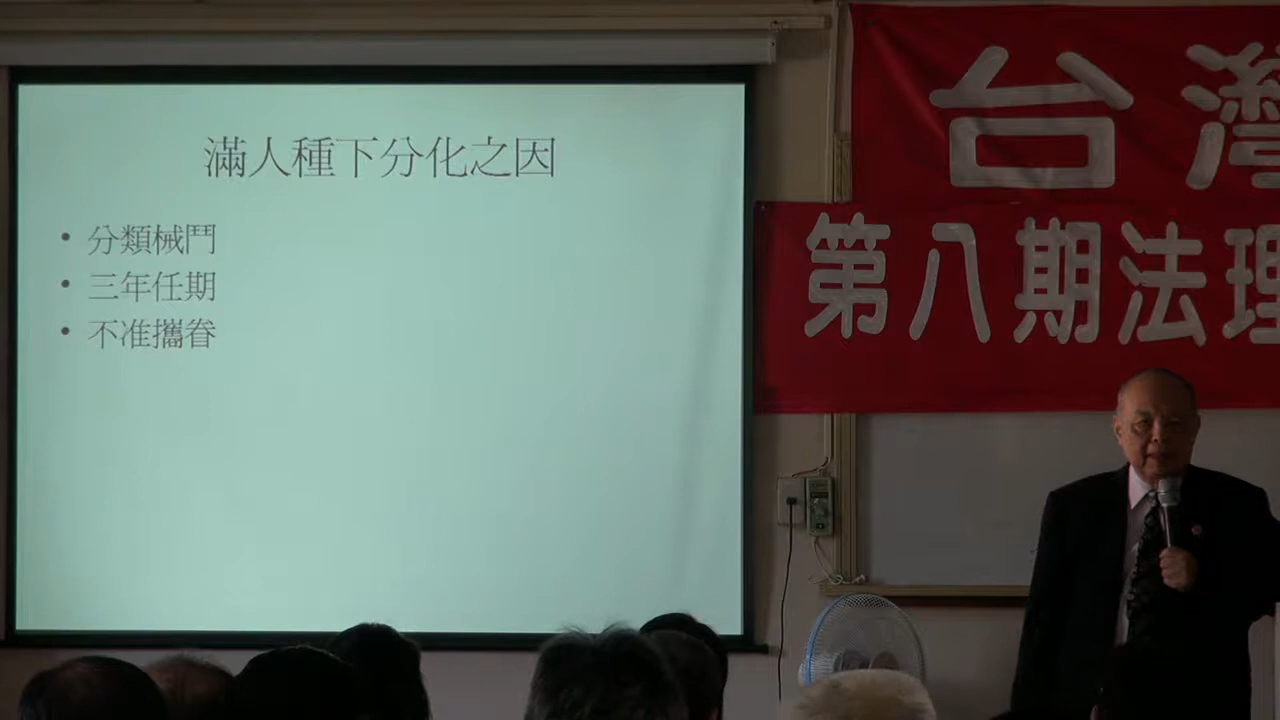 滿人種下分化之因
• 分類械鬥
• 三年任期
• 不准攜眷
台灣
第八期法理